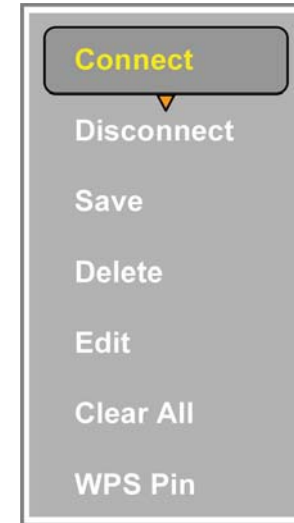 Connect
Disconnect
Save
Delete
Edit
Clear All
WPS Pin